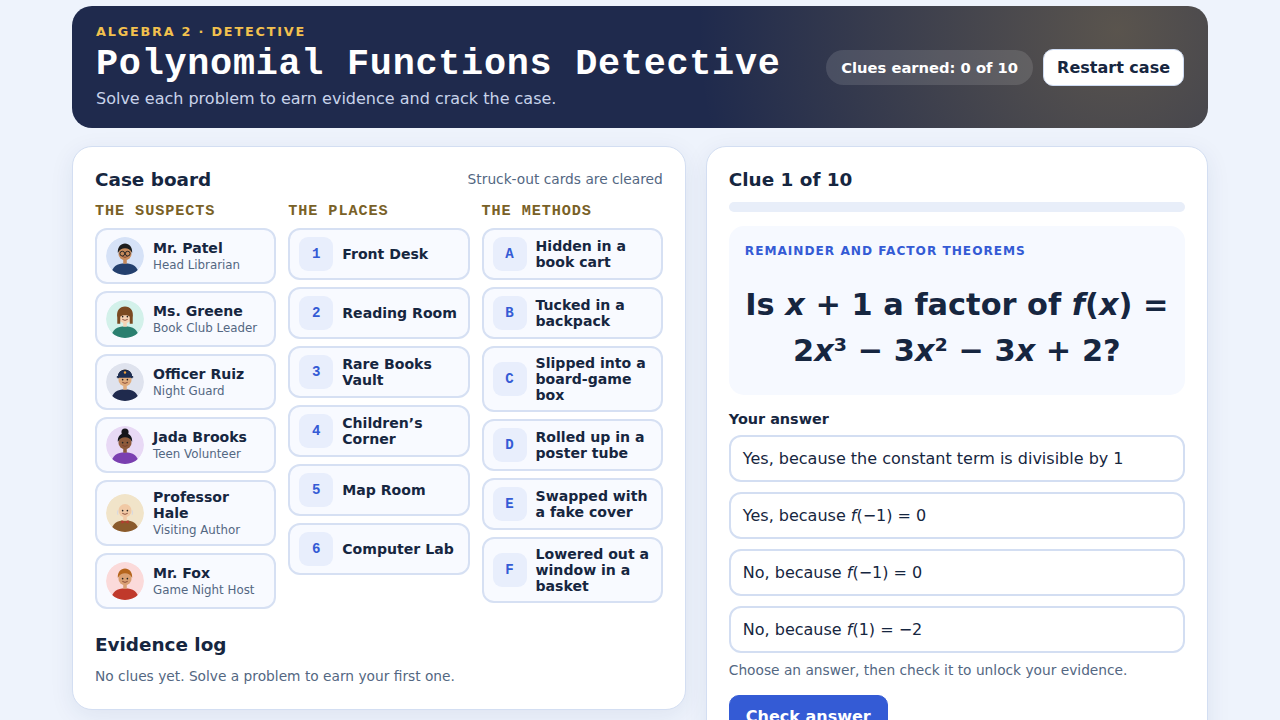 ALGEBRA 2 · DETECTIVE
Polynomial Functions Detective
Solve each problem to earn evidence and crack the case.
Clues earned: 0 of 10
Restart case
Case board
Struck-out cards are cleared
THE SUSPECTS
Mr. Patel
Head Librarian
Ms. Greene
Book Club Leader
Officer Ruiz
Night Guard
Jada Brooks
Teen Volunteer
Professor
Hale
Visiting Author
Mr. Fox
Game Night Host
THE PLACES
1 Front Desk
2 Reading Room
3 Rare Books
Vault
4 Children’s
Corner
5 Map Room
6 Computer Lab
THE METHODS
A Hidden in a
book cart
B Tucked in a
backpack
C Slipped into a
board-game
box
D Rolled up in a
poster tube
E Swapped with
a fake cover
F Lowered out a
window in a
basket
Evidence log
No clues yet. Solve a problem to earn your first one.
Clue 1 of 10
REMAINDER AND FACTOR THEOREMS
Is x + 1 a factor of f(x) =
2x³ − 3x² − 3x + 2?
Your answer
Yes, because the constant term is divisible by 1
Yes, because f(−1) = 0
No, because f(−1) = 0
No, because f(1) = −2
Choose an answer, then check it to unlock your evidence.
Check answer